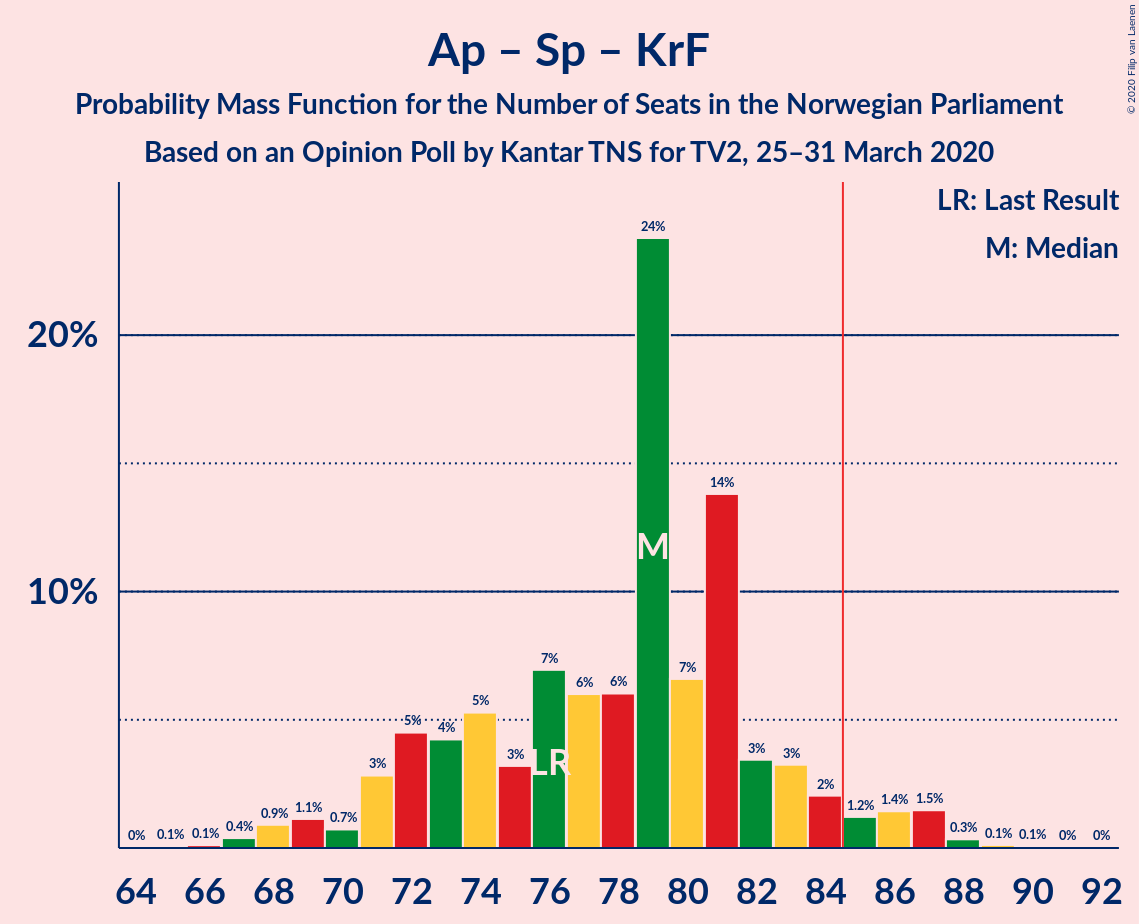 Ap – Sp – KrF
Probability Mass Function for the Number of Seats in the Norwegian Parliament
Based on an Opinion Poll by Kantar TNS for TV2, 25–31 March 2020
© 2020 Filip van Laenen
LR: Last Result
M: Median
20%
10%
0% 0.1% 0.1% 0.4% 0.9% 1.1% 0.7% 3% 5% 4% 5% 3% 7% 6% 6% 24% 7% 14% 3% 3% 2% 1.2% 1.4% 1.5% 0.3% 0.1% 0.1% 0% 0%
M
LR
64 66 68 70 72 74 76 78 80 82 84 86 88 90 92